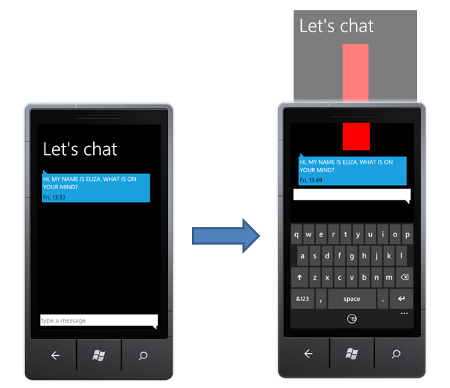 Let's chat
HI, MY NAME IS ELIZA. WHAT IS ON
YOUR MIND?
Fri, 13:33
type a message
Let's chat
HI, MY NAME IS ELIZA. WHAT IS ON
YOUR MIND?
Fri, 13:49
q w e r t y u i o p
a s d f g h j k l
z x c v b n m
&123 , space .